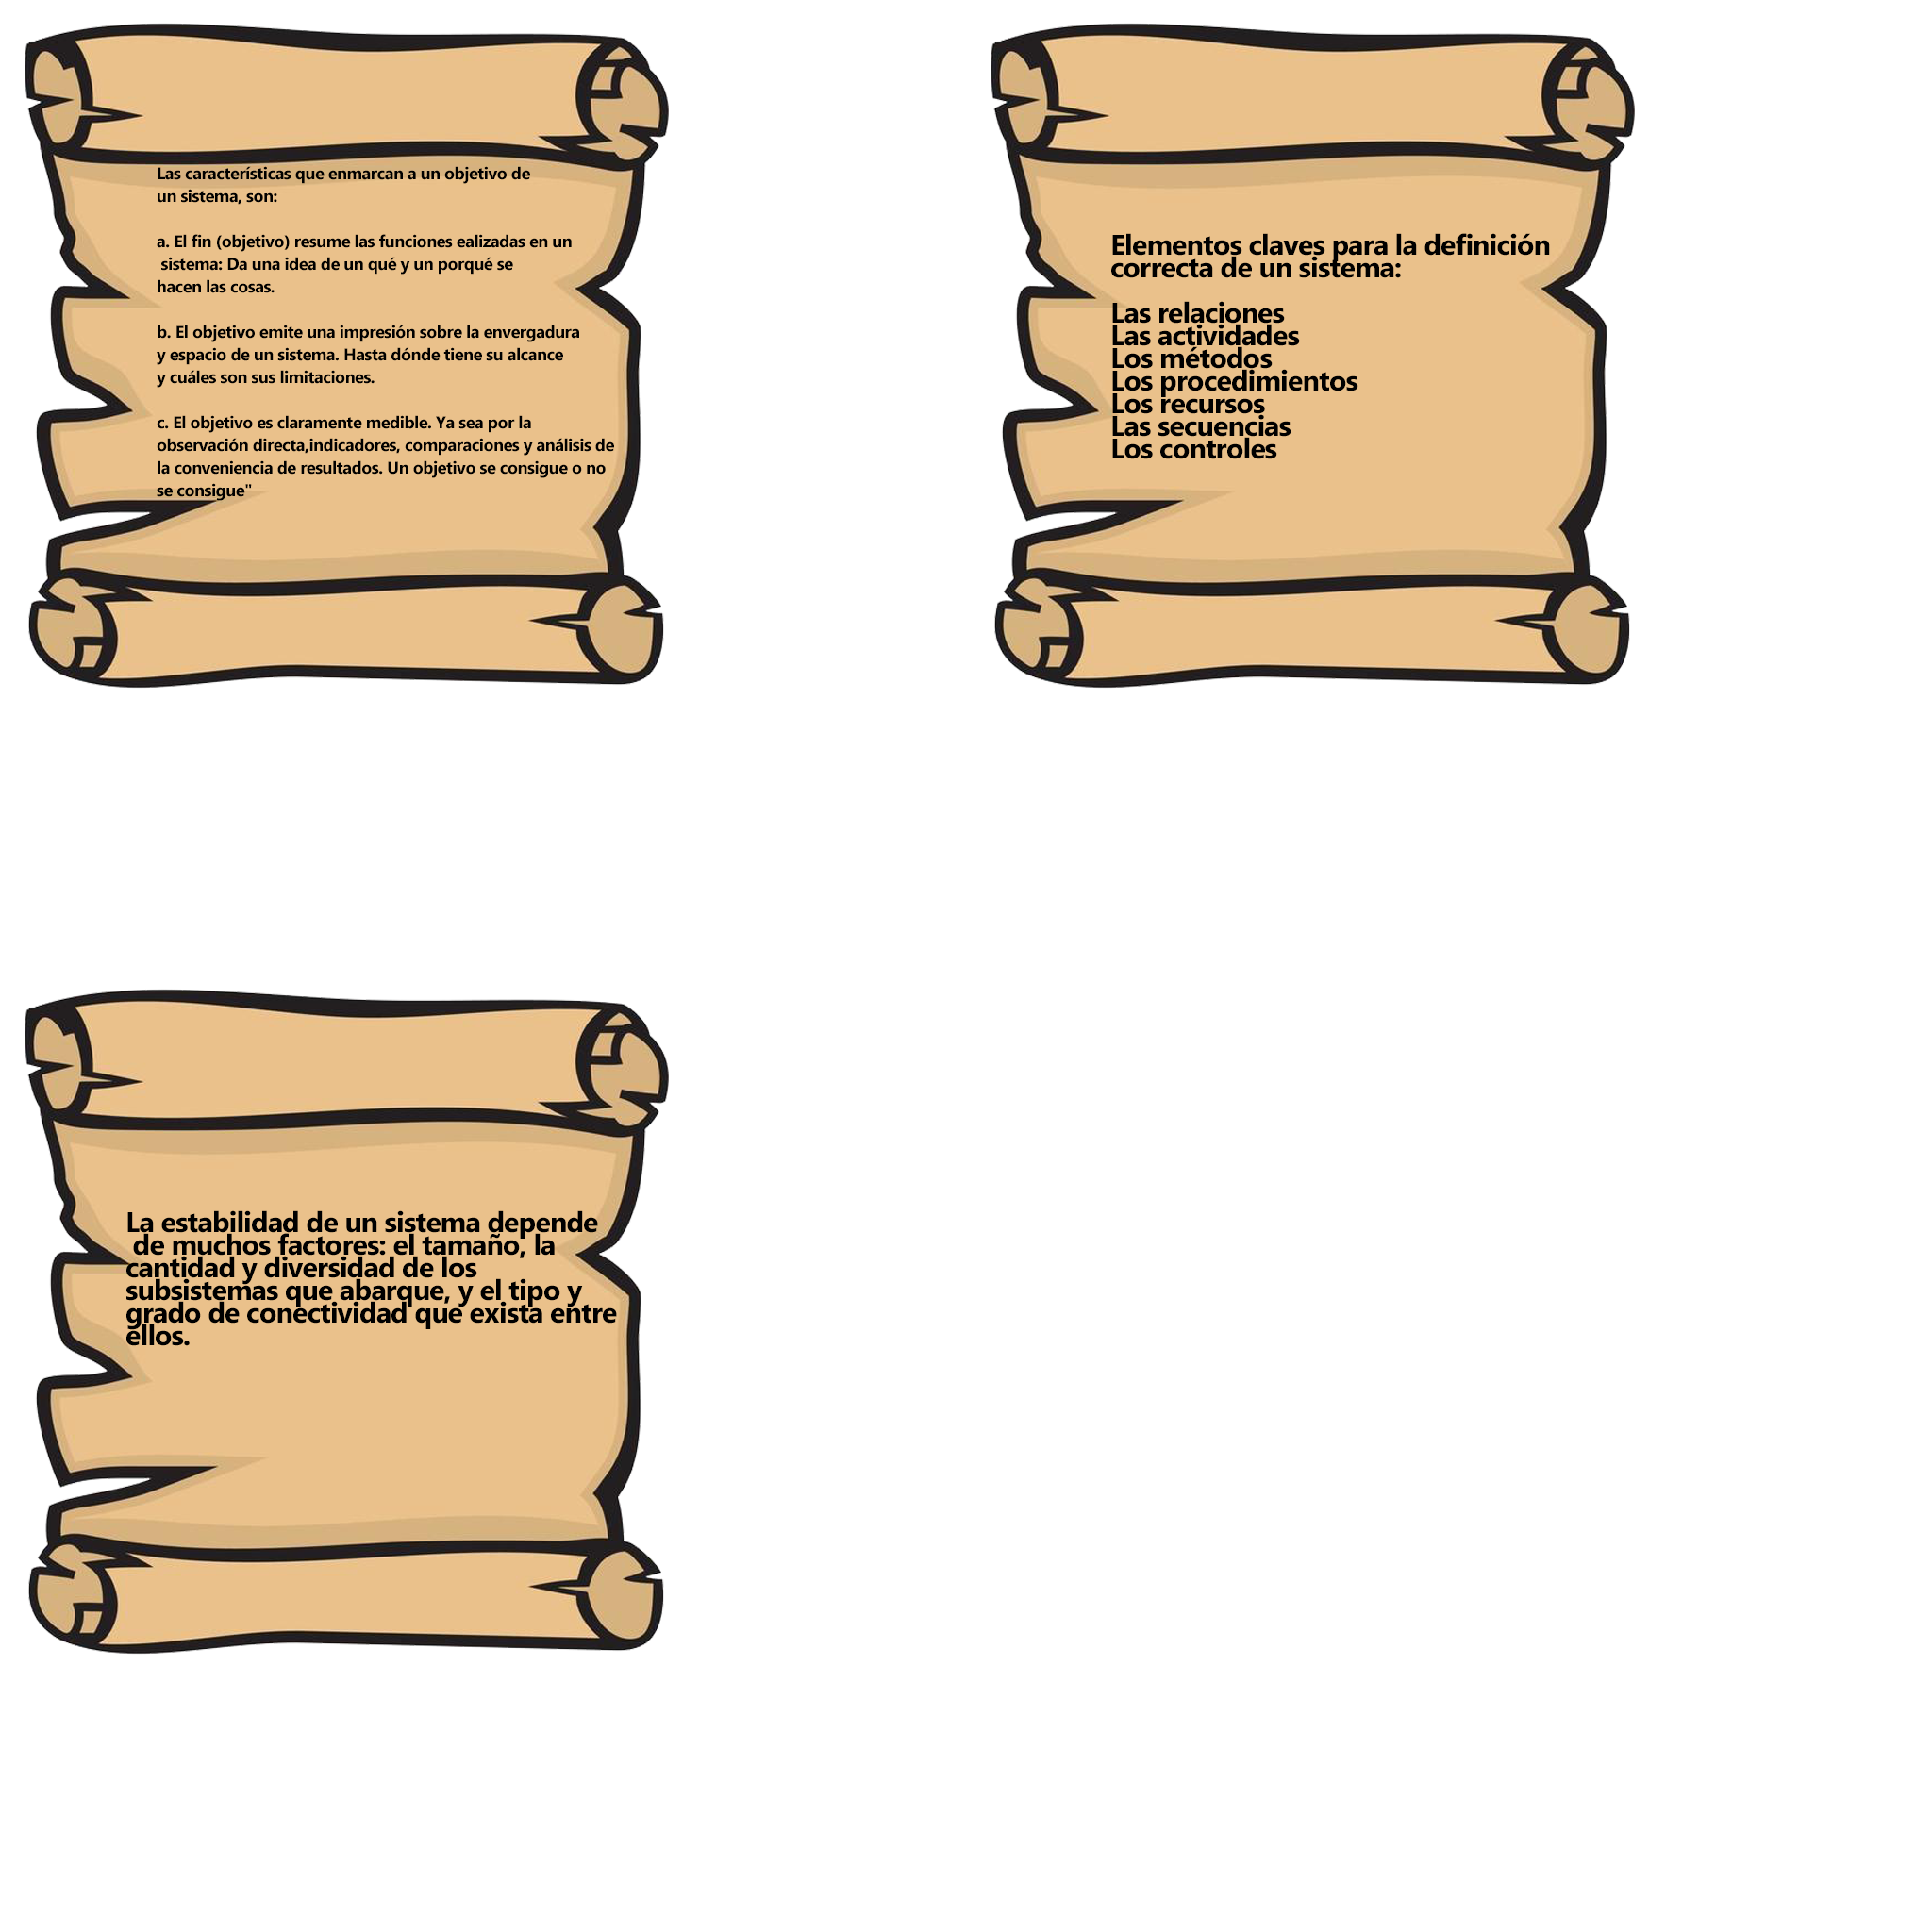 Las características que enmarcan a un objetivo de
un sistema, son:
a. El fin (objetivo) resume las funciones ealizadas en un
sistema: Da una idea de un qué y un porqué se
hacen las cosas.
b. El objetivo emite una impresión sobre la envergadura
y espacio de un sistema. Hasta dónde tiene su alcance
y cuáles son sus limitaciones.
c. El objetivo es claramente medible. Ya sea por la
observación directa,indicadores, comparaciones y análisis de
la conveniencia de resultados. Un objetivo se consigue o no
se consigue"
Elementos claves para la definición
correcta de un sistema:
Las relaciones
Las actividades
Los métodos
Los procedimientos
Los recursos
Las secuencias
Los controles
La estabilidad de un sistema depende
de muchos factores: el tamaño, la
cantidad y diversidad de los
subsistemas que abarque, y el tipo y
grado de conectividad que exista entre
ellos.